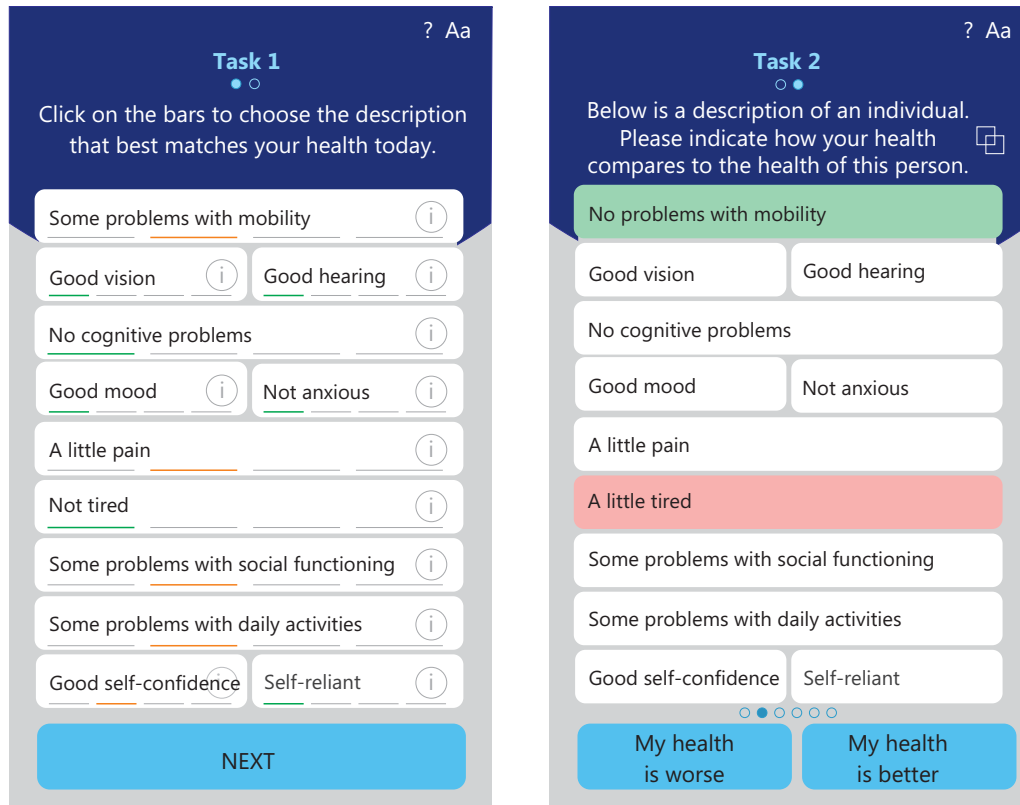 ? Aa
Task 1
Click on the bars to choose the description
that best matches your health today.
Some problems with mobility i
Good vision i Good hearing i
No cognitive problems i
Good mood i Not anxious i
A little pain i
Not tired i
Some problems with social functioning i
Some problems with daily activities i
Good self-confidence i Self-reliant i
NEXT
? Aa
Task 2
Below is a description of an individual.
Please indicate how your health
compares to the health of this person.
No problems with mobility
Good vision Good hearing
No cognitive problems
Good mood Not anxious
A little pain
A little tired
Some problems with social functioning
Some problems with daily activities
Good self-confidence Self-reliant
My health
is worse
My health
is better